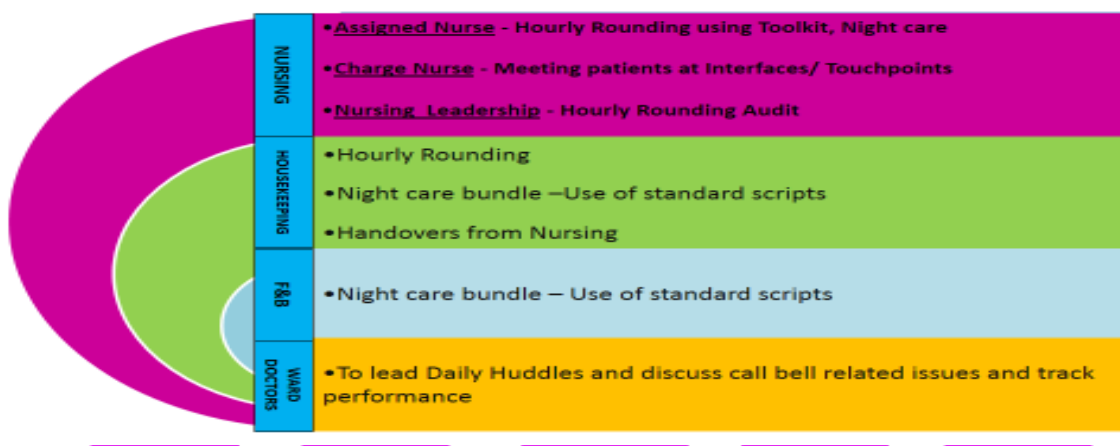 NURSING
•Assigned Nurse - Hourly Rounding using Toolkit, Night care
•Charge Nurse - Meeting patients at Interfaces/ Touchpoints
•Nursing Leadership - Hourly Rounding Audit
HOUSEKEEPING
•Hourly Rounding
•Night care bundle –Use of standard scripts
•Handovers from Nursing
F&B
•Night care bundle – Use of standard scripts
WARD
DOCTORS
•To lead Daily Huddles and discuss call bell related issues and track
performance